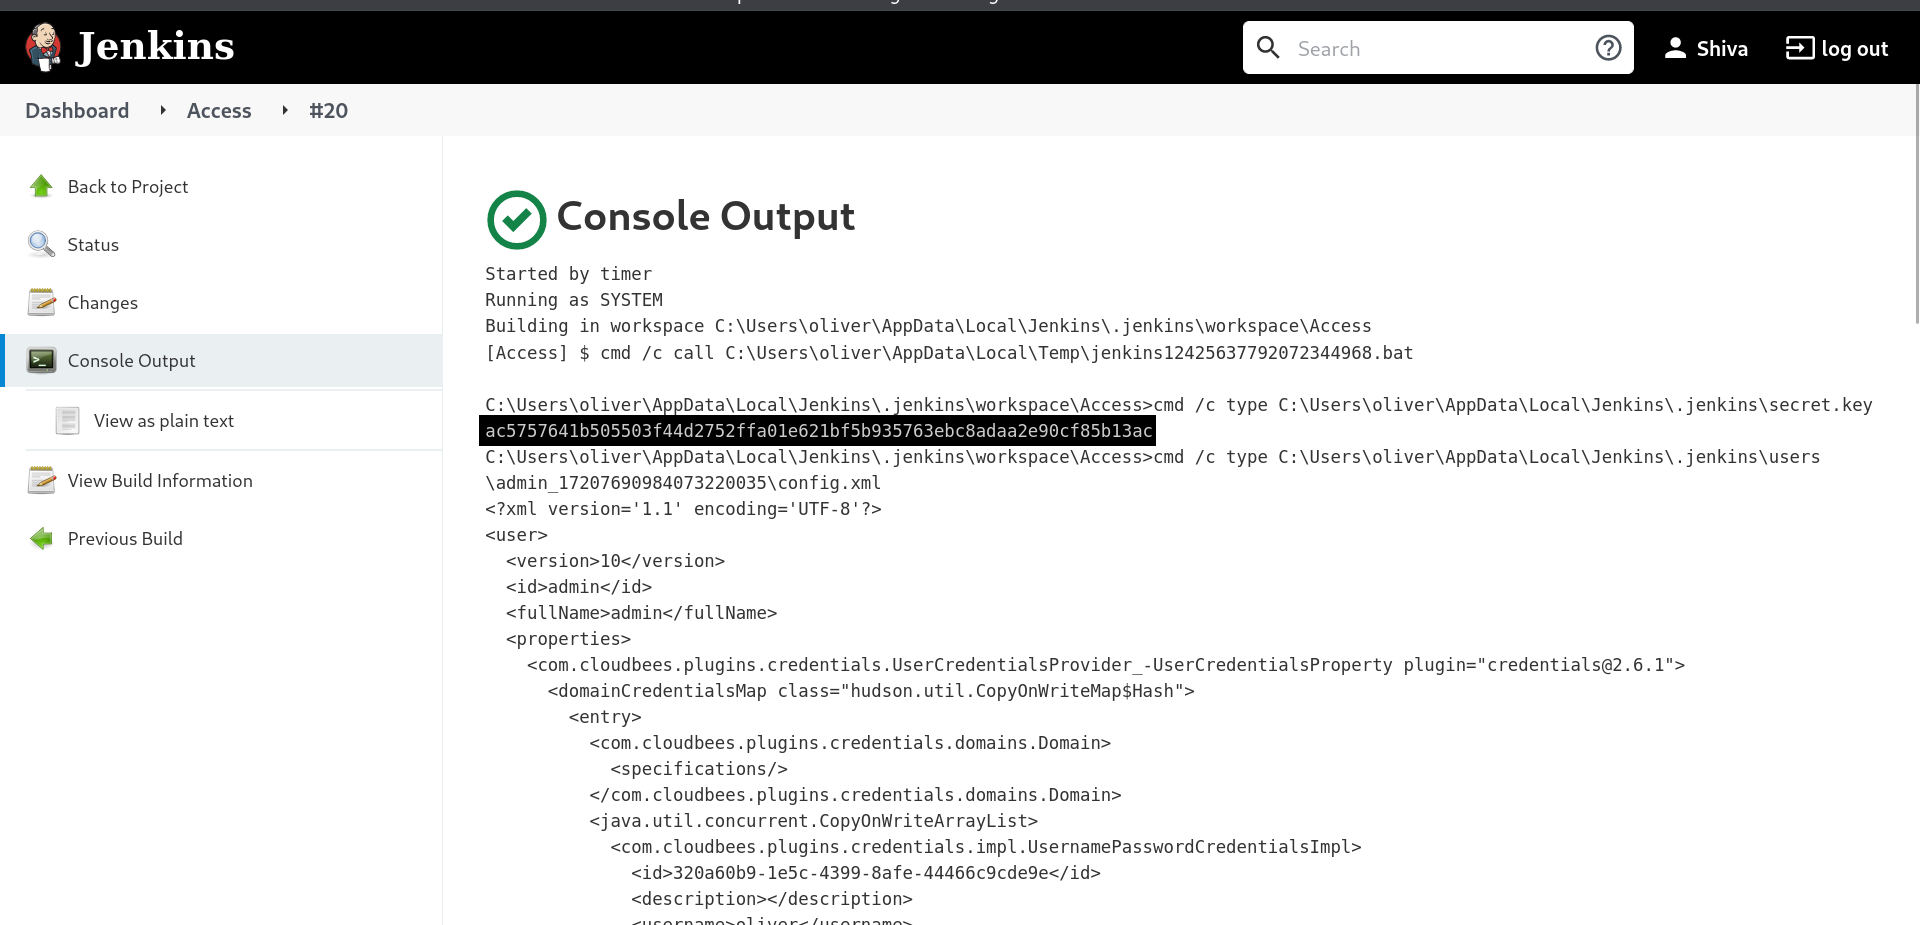 Jenkins
Search
Shiva
log out
Dashboard
Access
#20
Back to Project
Status
Changes
Console Output
View as plain text
View Build Information
Previous Build
Console Output
Started by timer
Running as SYSTEM
Building in workspace C:\Users\oliver\AppData\Local\Jenkins\.jenkins\workspace\Access
[Access] $ cmd /c call C:\Users\oliver\AppData\Local\Temp\jenkins12425637792072344968.bat
C:\Users\oliver\AppData\Local\Jenkins\.jenkins\workspace\Access>cmd /c type C:\Users\oliver\AppData\Local\Jenkins\.jenkins\secret.key
ac5757641b505503f44d2752ffa01e621bf5b935763ebc8adaa2e90cf85b13ac
C:\Users\oliver\AppData\Local\Jenkins\.jenkins\workspace\Access>cmd /c type C:\Users\oliver\AppData\Local\Jenkins\.jenkins\users
\admin_17207690984073220035\config.xml
<?xml version='1.1' encoding='UTF-8'?>
<user>
  <version>10</version>
  <id>admin</id>
  <fullName>admin</fullName>
  <properties>
    <com.cloudbees.plugins.credentials.UserCredentialsProvider_-UserCredentialsProperty plugin="credentials@2.6.1">
      <domainCredentialsMap class="hudson.util.CopyOnWriteMap$Hash">
        <entry>
          <com.cloudbees.plugins.credentials.domains.Domain>
            <specifications/>
          </com.cloudbees.plugins.credentials.domains.Domain>
          <java.util.concurrent.CopyOnWriteArrayList>
            <com.cloudbees.plugins.credentials.impl.UsernamePasswordCredentialsImpl>
              <id>320a60b9-1e5c-4399-8afe-44466c9cde9e</id>
              <description></description>
              <username>oliver</username>